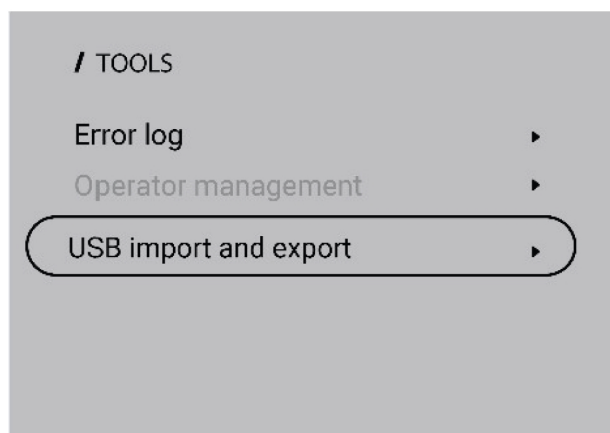 / TOOLS
Error log
Operator management
USB import and export